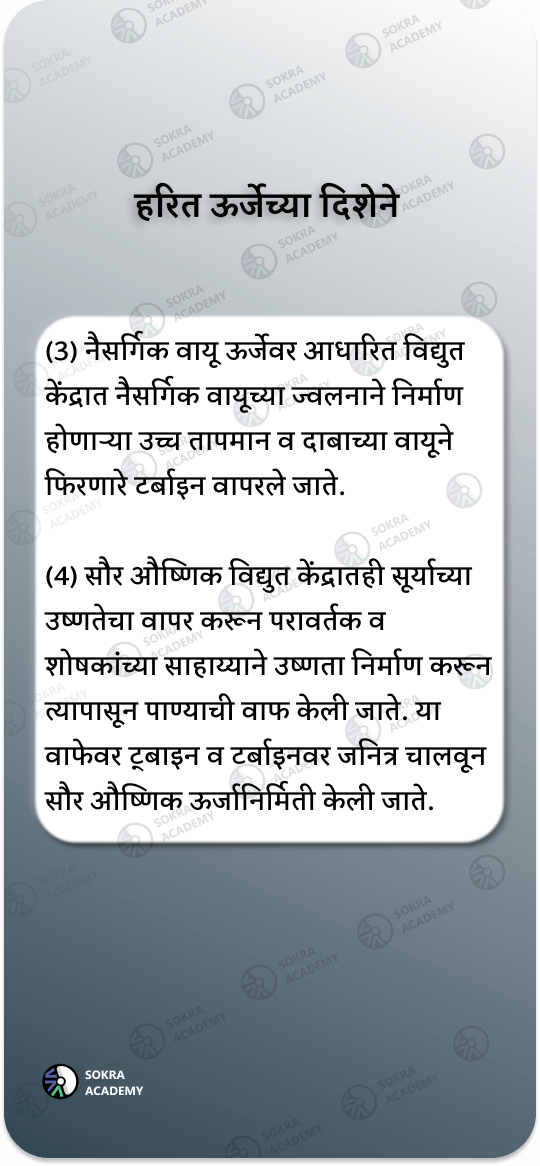 हरित ऊर्जेच्या दिशेने
(3) नैसर्गिक वायू ऊर्जेवर आधारित विद्युत
केंद्रात नैसर्गिक वायूच्या ज्वलनाने निर्माण
होणाऱ्या उच्च तापमान व दाबाच्या वायूने
फिरणारे टर्बाइन वापरले जाते.
(4) सौर औष्णिक विद्युत केंद्रातही सूर्याच्या
उष्णतेचा वापर करून परावर्तक व
शोषकांच्या साहाय्याने उष्णता निर्माण करून
त्यापासून पाण्याची वाफ केली जाते. या
वाफेवर ट्बाइन व टर्बाइनवर जनित्र चालवून
सौर औष्णिक ऊर्जानिर्मिती केली जाते.
SOKRA
ACADEMY